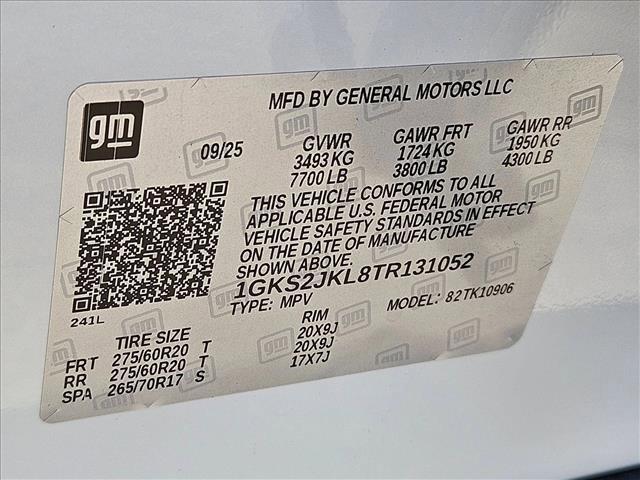 gm
MFD BY GENERAL MOTORS LLC
09/25
GVWR GAWR FRT GAWR RR
3493 KG 1724 KG 1950 KG
7700 LB 3800 LB 4300 LB
THIS VEHICLE CONFORMS TO ALL
APPLICABLE U.S. FEDERAL MOTOR
VEHICLE SAFETY STANDARDS IN EFFECT
ON THE DATE OF MANUFACTURE
SHOWN ABOVE.
1GKS2JKL8TR131052
TYPE: MPV MODEL: 82TK10906
241L
TIRE SIZE RIM
FRT 275/60R20 T 20X9J
RR 275/60R20 T 20X9J
SPA 265/70R17 S 17X7J